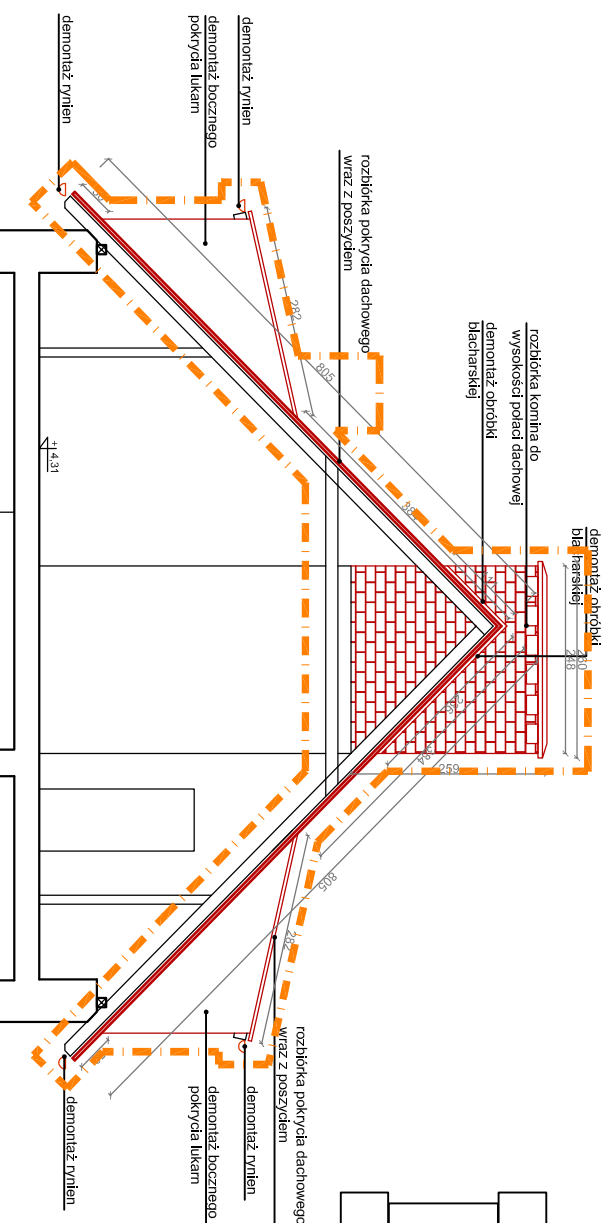 demontaż obróbki
blacharskiej
rozbiórka komina do
wysokości połaci dachowej
demontaż obróbki
blacharskiej
rozbiórka pokrycia dachowego
wraz z poszyciem
demontaż rynien
demontaż bocznego
pokrycia lukarn
demontaż rynien
260
248
259
805
282
384
282
805
+ 4,31
rozbiórka pokrycia dachowego
wraz z poszyciem
demontaż rynien
demontaż bocznego
pokrycia lukarn
demontaż rynien